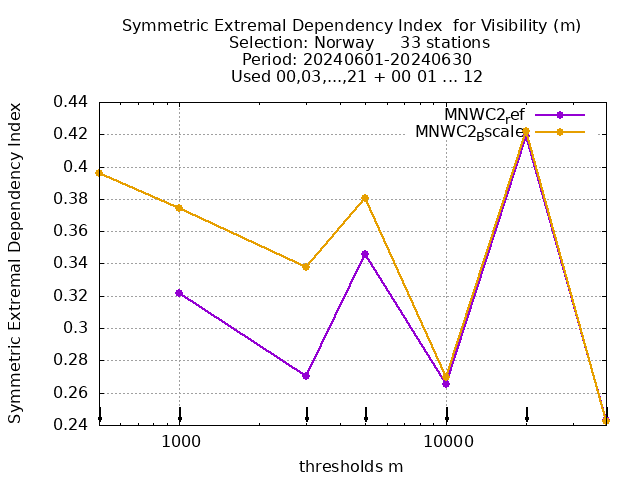 Symmetric Extremal Dependency Index  for Visibility (m)
Selection: Norway     33 stations
Period: 20240601-20240630
Used 00,03,...,21 + 00 01 ... 12
MNWC2_ref
MNWC2_Bscale
Symmetric Extremal Dependency Index
0.44
0.42
0.4
0.38
0.36
0.34
0.32
0.3
0.28
0.26
0.24
1000
10000
thresholds m